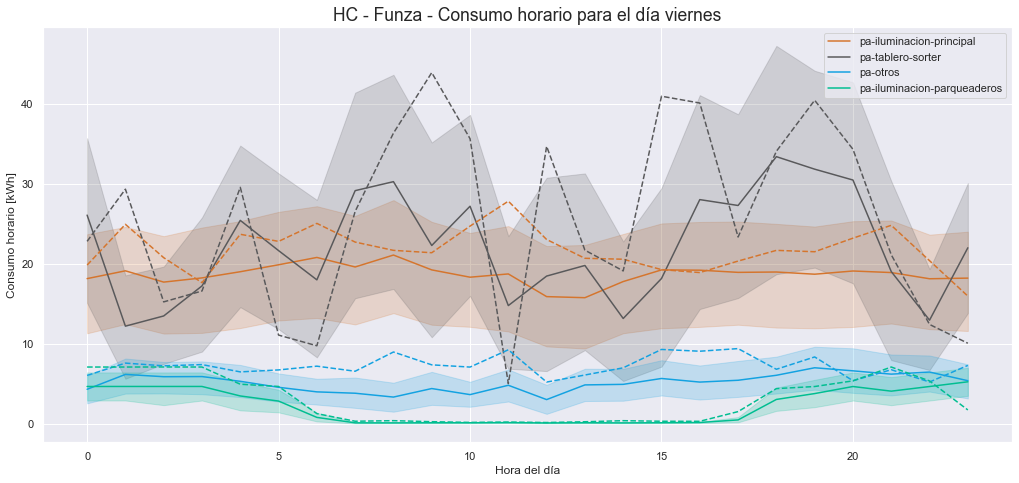 HC - Funza - Consumo horario para el día viernes
pa-iluminacion-principal
pa-tablero-sorter
pa-otros
pa-iluminacion-parqueaderos
Consumo horario [kWh]
40
30
20
10
0
0
5
10
15
20
Hora del día